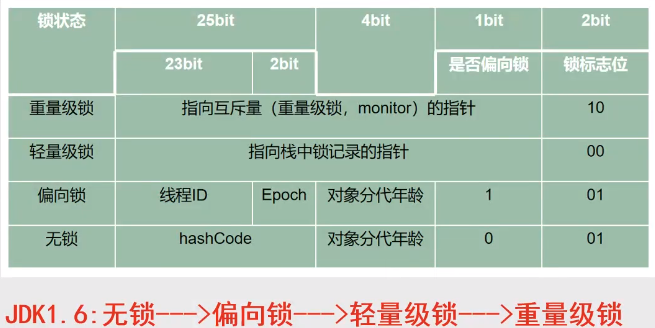 锁状态 25bit 4bit 1bit 2bit
23bit 2bit 是否偏向锁 锁标志位
重量级锁 指向互斥量（重量级锁，monitor）的指针 10
轻量级锁 指向栈中锁记录的指针 00
偏向锁 线程ID Epoch 对象分代年龄 1 01
无锁 hashCode 对象分代年龄 0 01
JDK1.6:无锁--->偏向锁--->轻量级锁--->重量级锁